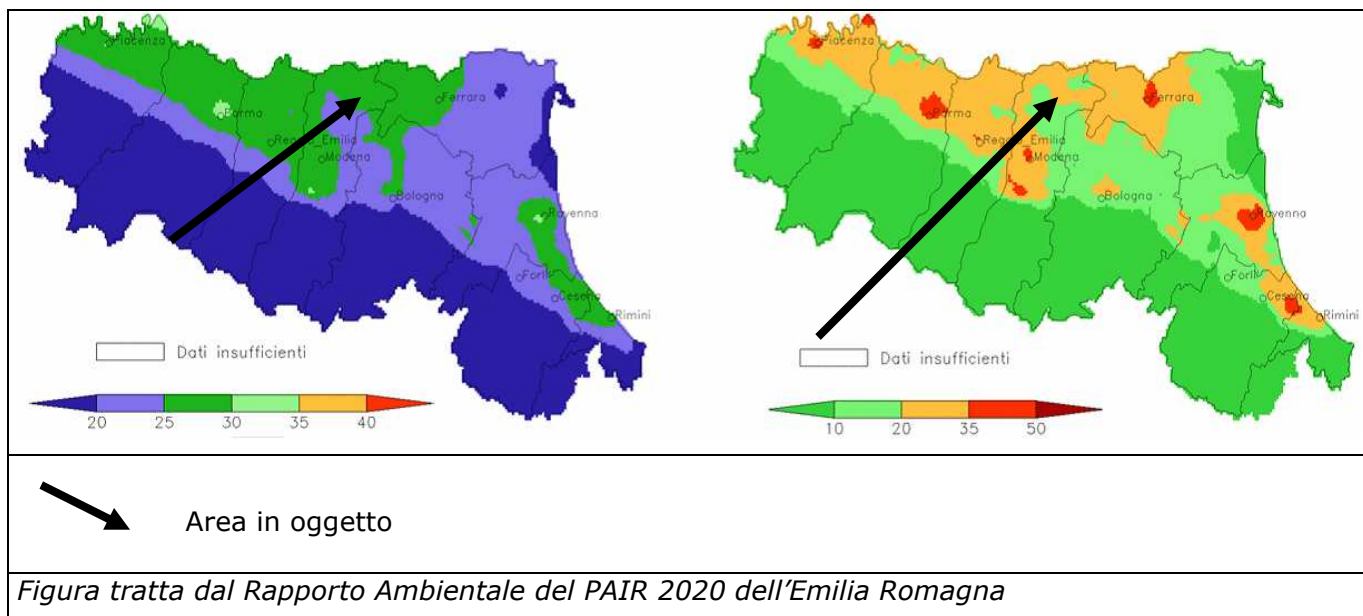 Piacenza
Parma
Ferrara
Reggio_Emilia
Modena
Bologna
Ravenna
Forlì
Cesena
Rimini
Dati insufficienti
20 25 30 35 40
Piacenza
Parma
Ferrara
Reggio_Emilia
Modena
Bologna
Ravenna
Forlì
Cesena
Rimini
Dati insufficienti
10 20 35 50
Area in oggetto
Figura tratta dal Rapporto Ambientale del PAIR 2020 dell’Emilia Romagna